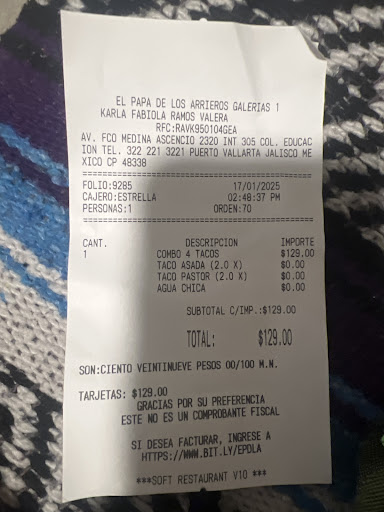 EL PAPA DE LOS ARRIEROS GALERIAS 1
KARLA FABIOLA RAMOS VALERA
RFC:RAVK950104GEA
AV. FCO MEDINA ASCENCIO 2320 INT 305 COL. EDUCAC
ION TEL. 322 221 3221 PUERTO VALLARTA JALISCO ME
XICO CP 48338
FOLIO:9285 17/01/2025
CAJERO:ESTRELLA 02:48:37 PM
PERSONAS:1 ORDEN:70
CANT. DESCRIPCION IMPORTE
1 COMBO 4 TACOS $129.00
TACO ASADA (2.0 X) $0.00
TACO PASTOR (2.0 X) $0.00
AGUA CHICA $0.00
SUBTOTAL C/IMP.:$129.00
TOTAL: $129.00
SON:CIENTO VEINTINUEVE PESOS 00/100 M.N.
TARJETAS: $129.00
GRACIAS POR SU PREFERENCIA
ESTE NO ES UN COMPROBANTE FISCAL
SI DESEA FACTURAR, INGRESE A
HTTPS://WWW.BIT.LY/EPDLA
***SOFT RESTAURANT V10 ***